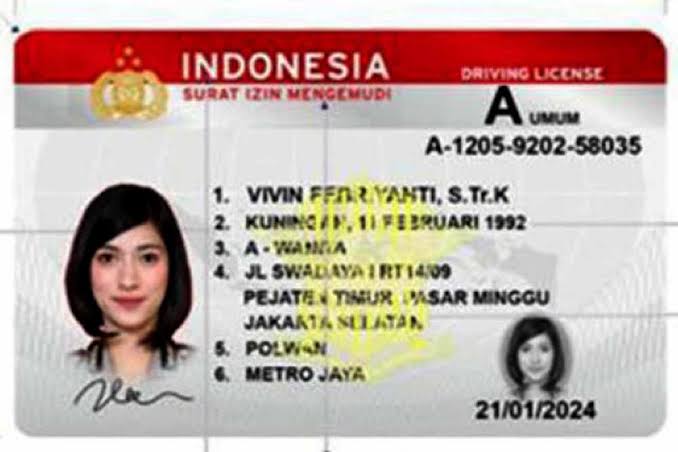 INDONESIA
SURAT IZIN MENGEMUDI
DRIVING LICENSE
A UMUM
A-1205-9202-58035
1. VIVIN FEBRIYANTI, S.Tr.K
2. KUNINGAN, 11 FEBRUARI 1992
3. A - WANITA
4. JL SWADAYA I RT 14/09
PEJATEN TIMUR PASAR MINGGU
JAKARTA SELATAN
5. POLWAN
6. METRO JAYA
21/01/2024